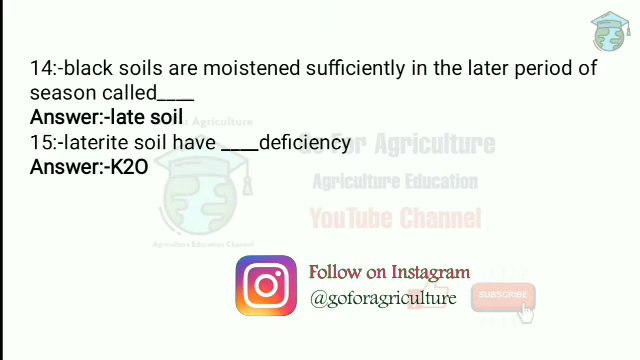 14:-black soils are moistened sufficiently in the later period of
season called____
Answer:-late soil
15:-laterite soil have ____deficiency
Answer:-K2O
Go For Agriculture
Agriculture Education
YouTube Channel
Agriculture Education Channel
Follow on Instagram
@goforagriculture
SUBSCRIBE